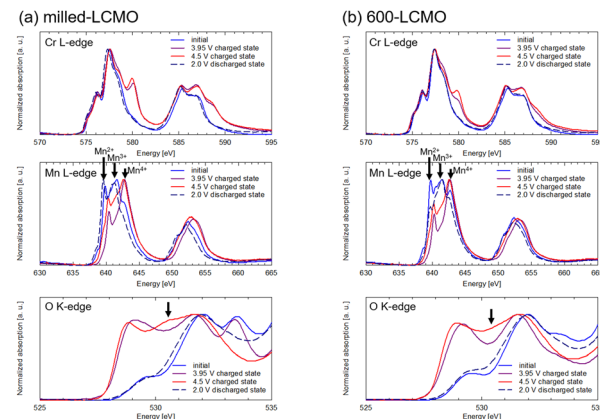 (a) milled-LCMO
(b) 600-LCMO
Cr L-edge
initial
3.95 V charged state
4.5 V charged state
2.0 V discharged state
Normalized absorption [a. u.]
570 575 580 585 590 595
Energy [eV]
Cr L-edge
initial
3.95 V charged state
4.5 V charged state
2.0 V discharged state
Normalized absorption [a. u.]
570 575 580 585 590 59
Energy [eV]
Mn²⁺
Mn³⁺
Mn⁴⁺
Mn L-edge
initial
3.95 V charged state
4.5 V charged state
2.0 V discharged state
Normalized absorption [a. u.]
630 635 640 645 650 655 660 665
Energy [eV]
Mn²⁺
Mn³⁺
Mn⁴⁺
Mn L-edge
initial
3.95 V charged state
4.5 V charged state
2.0 V discharged state
Normalized absorption [a. u.]
630 635 640 645 650 655 660 66
Energy [eV]
O K-edge
initial
3.95 V charged state
4.5 V charged state
2.0 V discharged state
Normalized absorption [a. u.]
525 530 535
Energy [eV]
O K-edge
initial
3.95 V charged state
4.5 V charged state
2.0 V discharged state
Normalized absorption [a. u.]
525 530 53
Energy [eV]